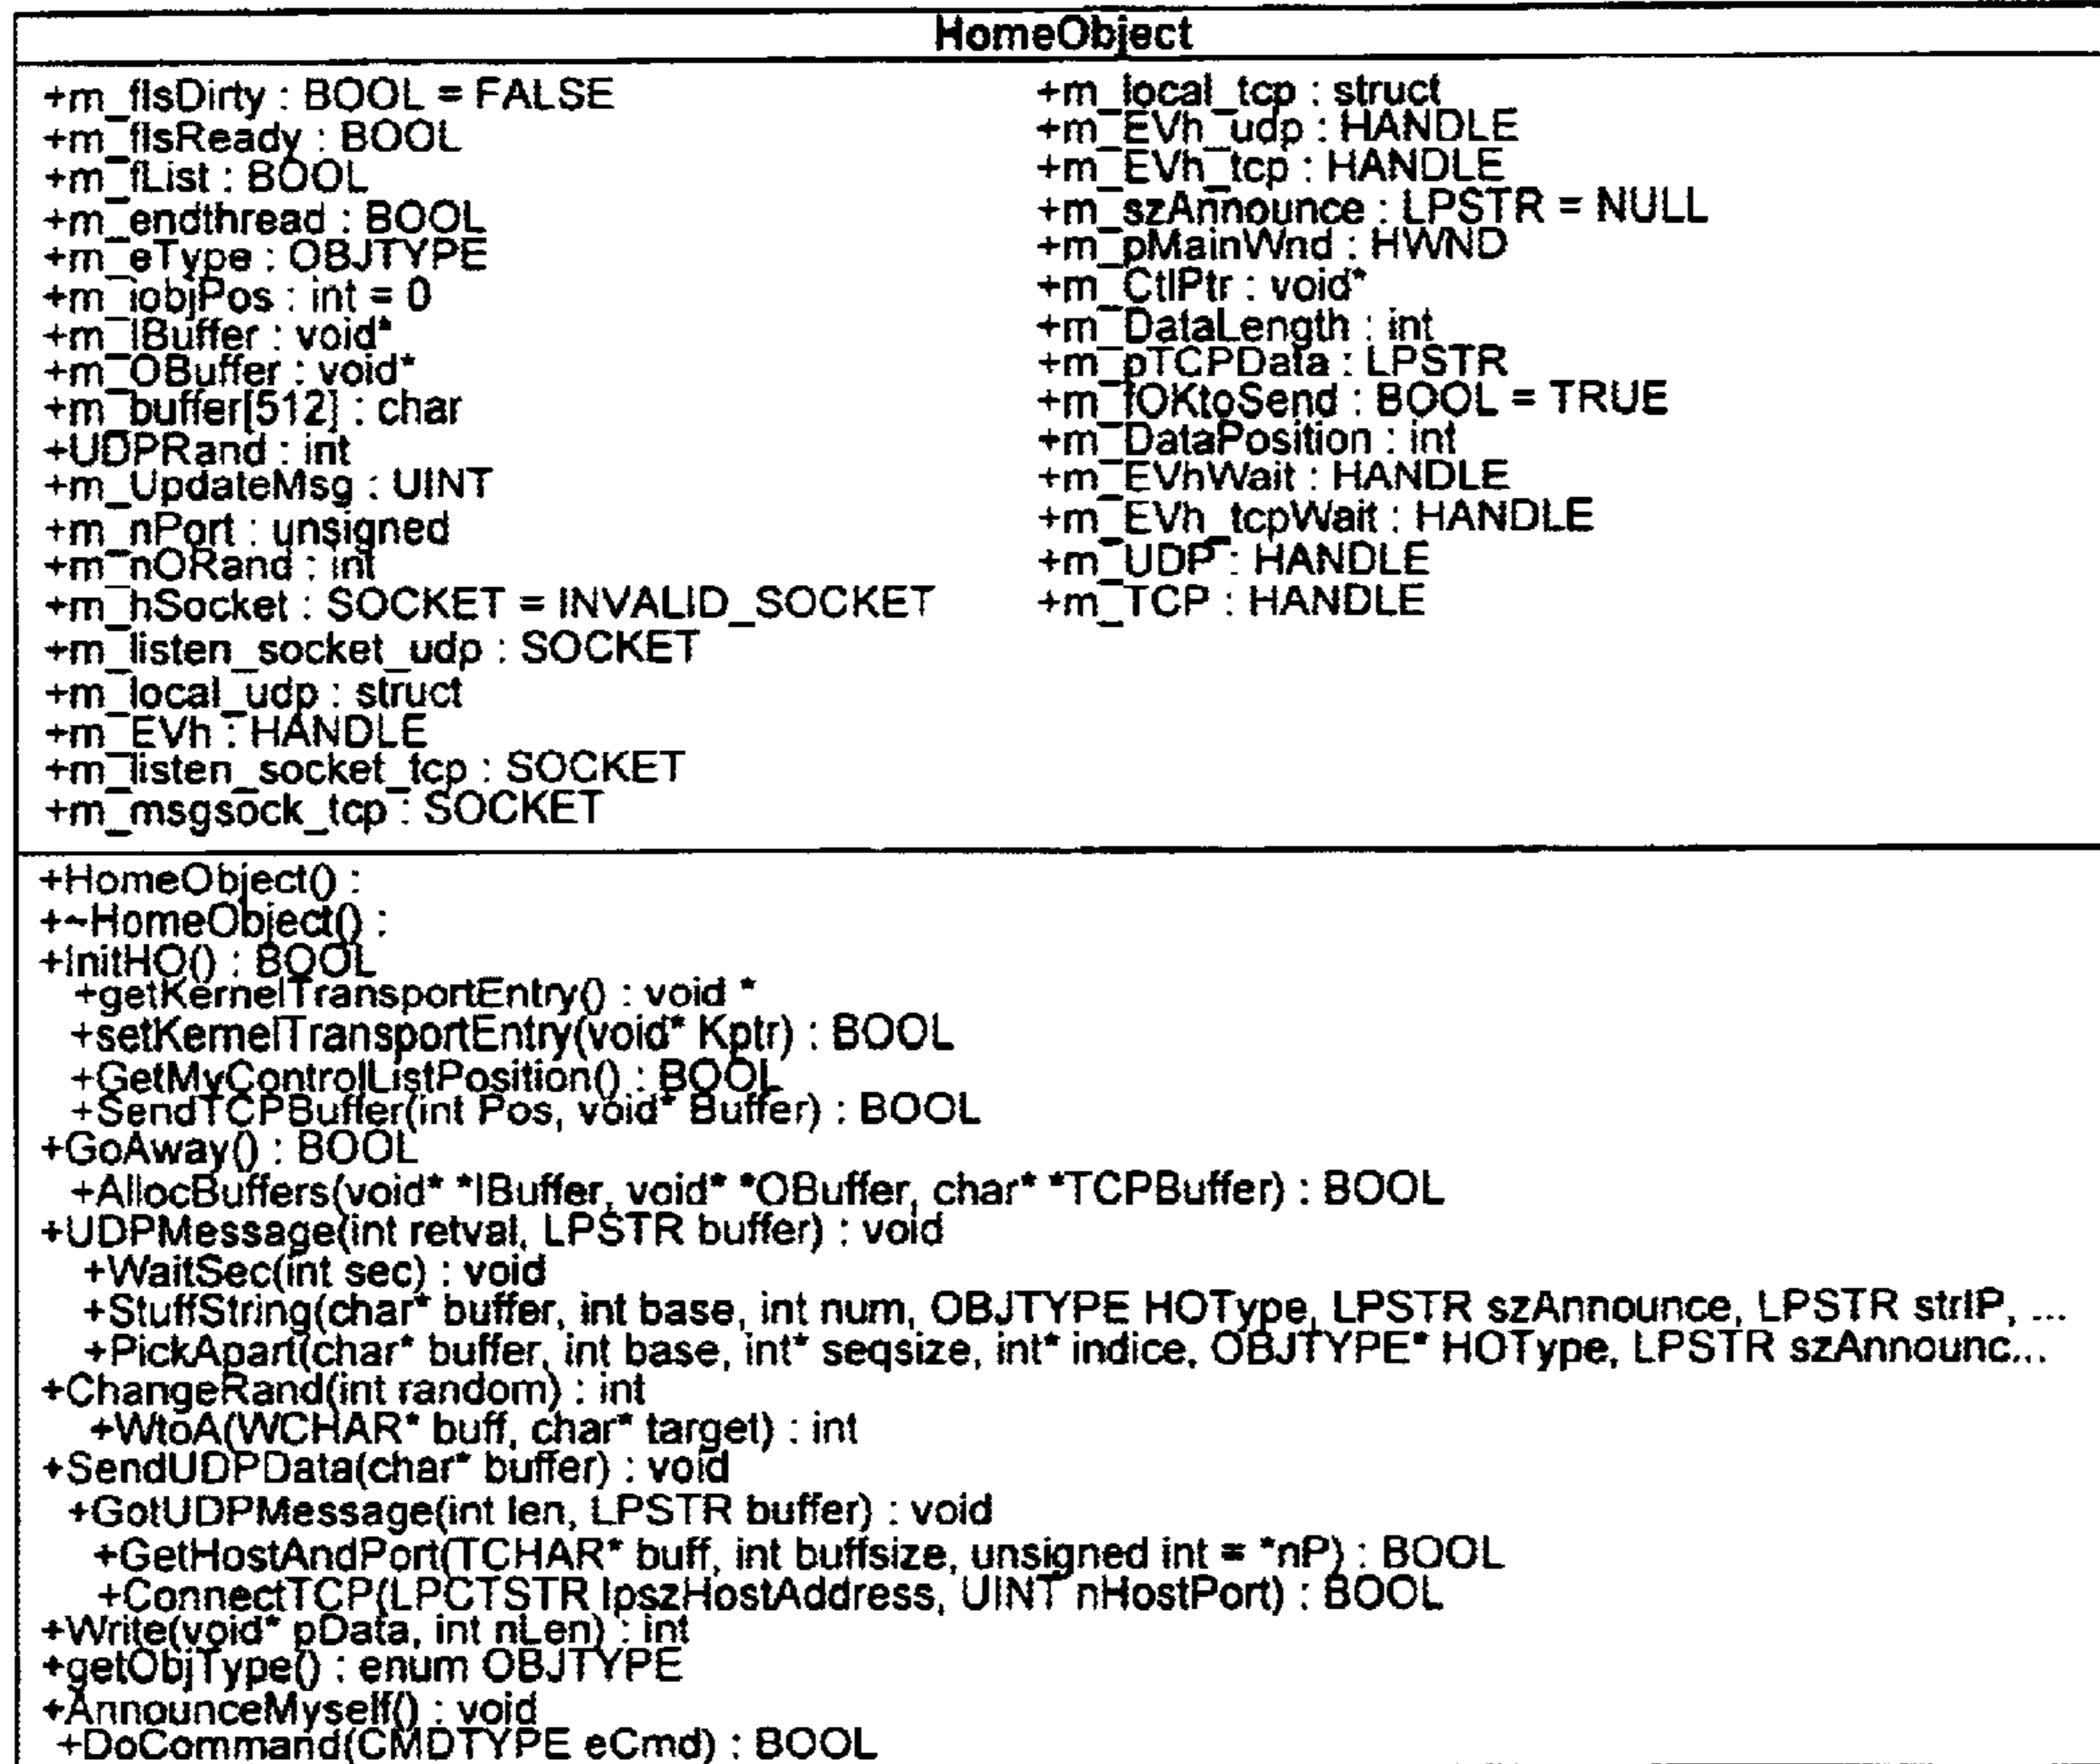 HomeObject
+m_fIsDirty : BOOL = FALSE
+m_fIsReady : BOOL
+m_fList : BOOL
+m_endthread : BOOL
+m_eType : OBJTYPE
+m_iobjPos : int = 0
+m_IBuffer : void*
+m_OBuffer : void*
+m_buffer[512] : char
+UDPRand : int
+m_UpdateMsg : UINT
+m_nPort : unsigned
+m_nORand : int
+m_hSocket : SOCKET = INVALID_SOCKET
+m_listen_socket_udp : SOCKET
+m_local_udp : struct
+m_EVh : HANDLE
+m_listen_socket_tcp : SOCKET
+m_msgsock_tcp : SOCKET
+m_local_tcp : struct
+m_EVh_udp : HANDLE
+m_EVh_tcp : HANDLE
+m_szAnnounce : LPSTR = NULL
+m_pMainWnd : HWND
+m_CtlPtr : void*
+m_DataLength : int
+m_pTCPData : LPSTR
+m_fOKtoSend : BOOL = TRUE
+m_DataPosition : int
+m_EVhWait : HANDLE
+m_EVh_tcpWait : HANDLE
+m_UDP : HANDLE
+m_TCP : HANDLE
+HomeObject() :
+~HomeObject() :
+InitHO() : BOOL
+getKernelTransportEntry() : void *
+setKernelTransportEntry(void* Kptr) : BOOL
+GetMyControlListPosition() : BOOL
+SendTCPBuffer(int Pos, void* Buffer) : BOOL
+GoAway() : BOOL
+AllocBuffers(void* *IBuffer, void* *OBuffer, char* *TCPBuffer) : BOOL
+UDPMessage(int retval, LPSTR buffer) : void
+WaitSec(int sec) : void
+StuffString(char* buffer, int base, int num, OBJTYPE HOType, LPSTR szAnnounce, LPSTR strIP, ...
+PickApart(char* buffer, int base, int* seqsize, int* indice, OBJTYPE* HOType, LPSTR szAnnounc...
+ChangeRand(int random) : int
+WtoA(WCHAR* buff, char* target) : int
+SendUDPData(char* buffer) : void
+GotUDPMessage(int len, LPSTR buffer) : void
+GetHostAndPort(TCHAR* buff, int buffsize, unsigned int = *nP) : BOOL
+ConnectTCP(LPCTSTR lpszHostAddress, UINT nHostPort) : BOOL
+Write(void* pData, int nLen) : int
+getObjType() : enum OBJTYPE
+AnnounceMyself() : void
+DoCommand(CMDTYPE eCmd) : BOOL